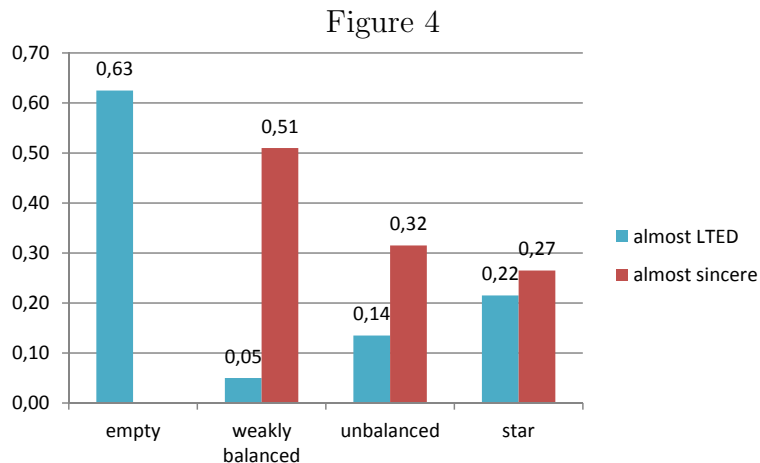 Figure 4
0,70
0,63
0,60
0,51
0,50
0,40
0,32
0,30
almost LTED
0,27
almost sincere
0,22
0,20
0,14
0,10
0,05
0,00
empty
weakly
balanced
unbalanced
star